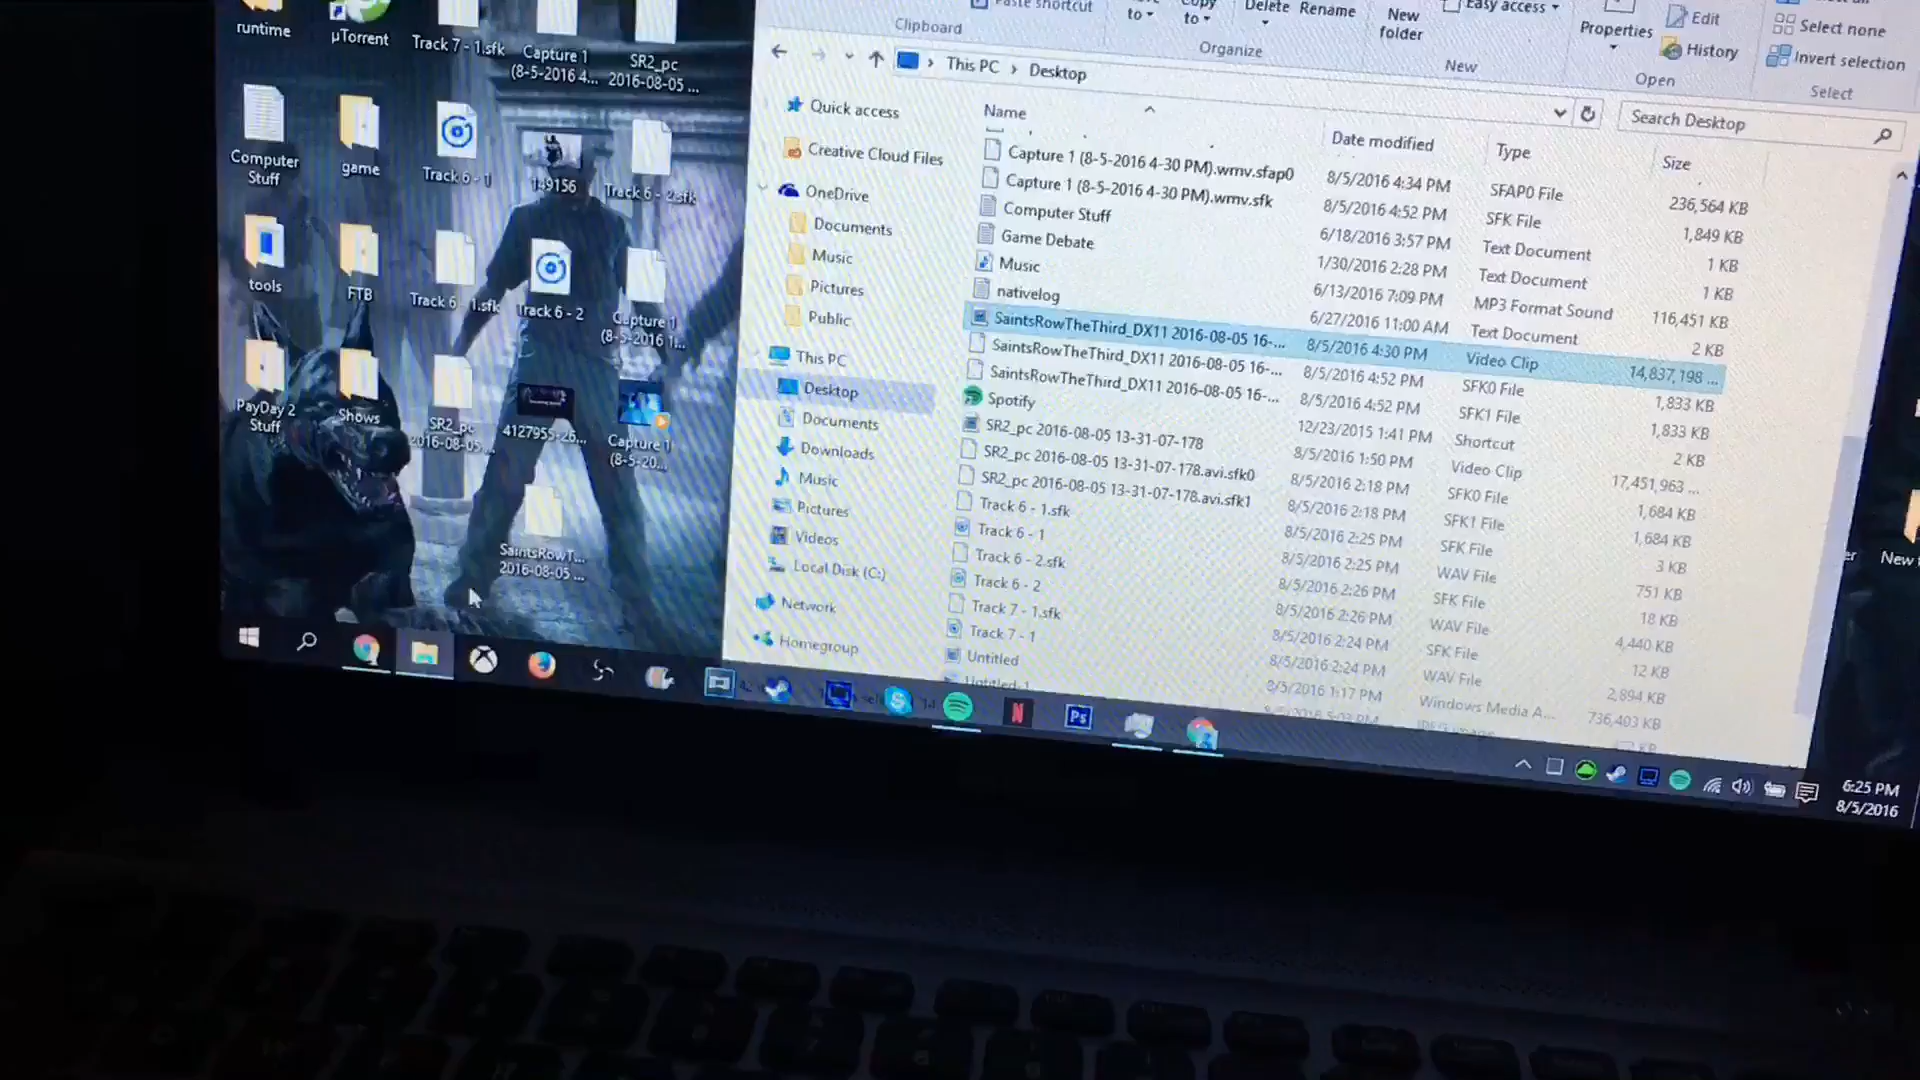 runtime
µTorrent
Track 7 - 1.sfk
Capture 1
(8-5-2016 4...
SR2_pc
2016-08-05 ...
Computer
Stuff
game
Track 6 - 1
149156
Track 6 - 2.sfk
tools
FTB
Track 6 - 1.sfk
Track 6 - 2
Capture 1
(8-5-2016 1...
PayDay 2
Stuff
Shows
SR2_pc
2016-08-05 ...
4127955-26...
Capture 1
(8-5-20...
SaintsRowT...
2016-08-05 ...
Paste shortcut
Clipboard
to
Copy
to
Delete
Rename
Organize
New
folder
Easy access
New
Properties
Edit
History
Open
Select none
Invert selection
Select
This PC > Desktop
Search Desktop
Quick access
Creative Cloud Files
OneDrive
Documents
Music
Pictures
Public
This PC
Desktop
Documents
Downloads
Music
Pictures
Videos
Local Disk (C:)
Network
Homegroup
Name
Date modified
Type
Size
Capture 1 (8-5-2016 4-30 PM).wmv.sfap0 8/5/2016 4:34 PM SFAP0 File 236,564 KB
Capture 1 (8-5-2016 4-30 PM).wmv.sfk 8/5/2016 4:52 PM SFK File 1,849 KB
Computer Stuff 6/18/2016 3:57 PM Text Document 1 KB
Game Debate 1/30/2016 2:28 PM Text Document 1 KB
Music 6/13/2016 7:09 PM MP3 Format Sound 116,451 KB
nativelog 6/27/2016 11:00 AM Text Document 2 KB
SaintsRowTheThird_DX11 2016-08-05 16-... 8/5/2016 4:30 PM Video Clip 14,837,198 ...
SaintsRowTheThird_DX11 2016-08-05 16-... 8/5/2016 4:52 PM SFK0 File 1,833 KB
SaintsRowTheThird_DX11 2016-08-05 16-... 8/5/2016 4:52 PM SFK1 File 1,833 KB
Spotify 12/23/2015 1:41 PM Shortcut 2 KB
SR2_pc 2016-08-05 13-31-07-178 8/5/2016 1:50 PM Video Clip 17,451,963 ...
SR2_pc 2016-08-05 13-31-07-178.avi.sfk0 8/5/2016 2:18 PM SFK0 File 1,684 KB
SR2_pc 2016-08-05 13-31-07-178.avi.sfk1 8/5/2016 2:18 PM SFK1 File 1,684 KB
Track 6 - 1.sfk 8/5/2016 2:25 PM SFK File 3 KB
Track 6 - 1 8/5/2016 2:25 PM WAV File 751 KB
Track 6 - 2.sfk 8/5/2016 2:26 PM SFK File 18 KB
Track 6 - 2 8/5/2016 2:26 PM WAV File 4,440 KB
Track 7 - 1.sfk 8/5/2016 2:24 PM SFK File 12 KB
Track 7 - 1 8/5/2016 2:24 PM WAV File 2,894 KB
Untitled 8/5/2016 1:17 PM Windows Media A... 736,403 KB
Untitled-1 8/5/2016 5:03 PM JPEG image KB
N
Ps
New
6:25 PM
8/5/2016